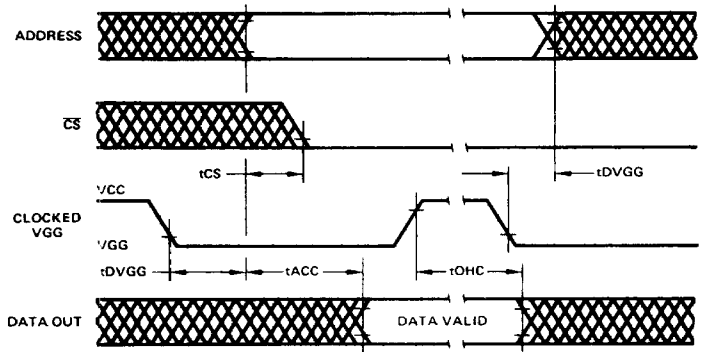 ADDRESS
CS
tCS
tDVGG
VCC
CLOCKED
VGG
VGG
tDVGG
tACC
tOHC
DATA OUT
DATA VALID